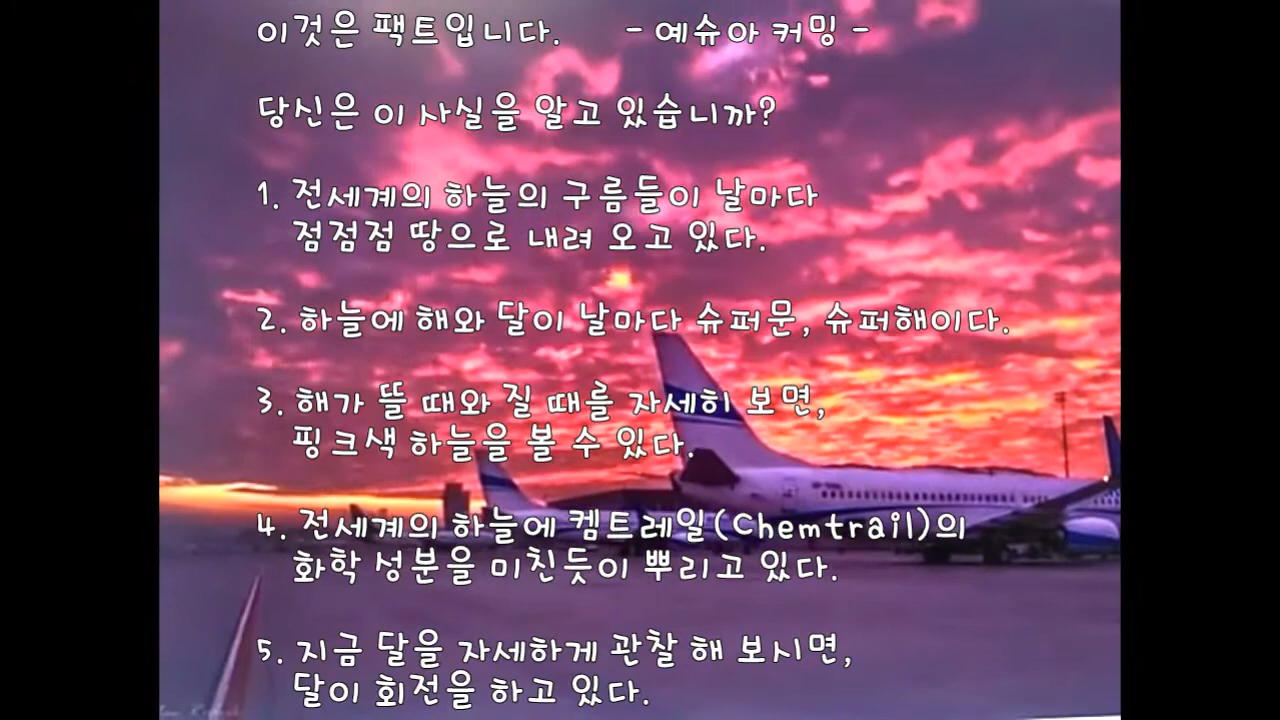 이것은 팩트입니다. - 예슈아 커밍 -
당신은 이 사실을 알고 있습니까?
1. 전세계의 하늘의 구름들이 날마다
점점점 땅으로 내려 오고 있다.
2. 하늘에 해와 달이 날마다 슈퍼문, 슈퍼해이다.
3. 해가 뜰 때와 질 때를 자세히 보면,
핑크색 하늘을 볼 수 있다.
4. 전세계의 하늘에 켐트레일(Chemtrail)의
화학 성분을 미친듯이 뿌리고 있다.
5. 지금 달을 자세하게 관찰 해 보시면,
달이 회전을 하고 있다.